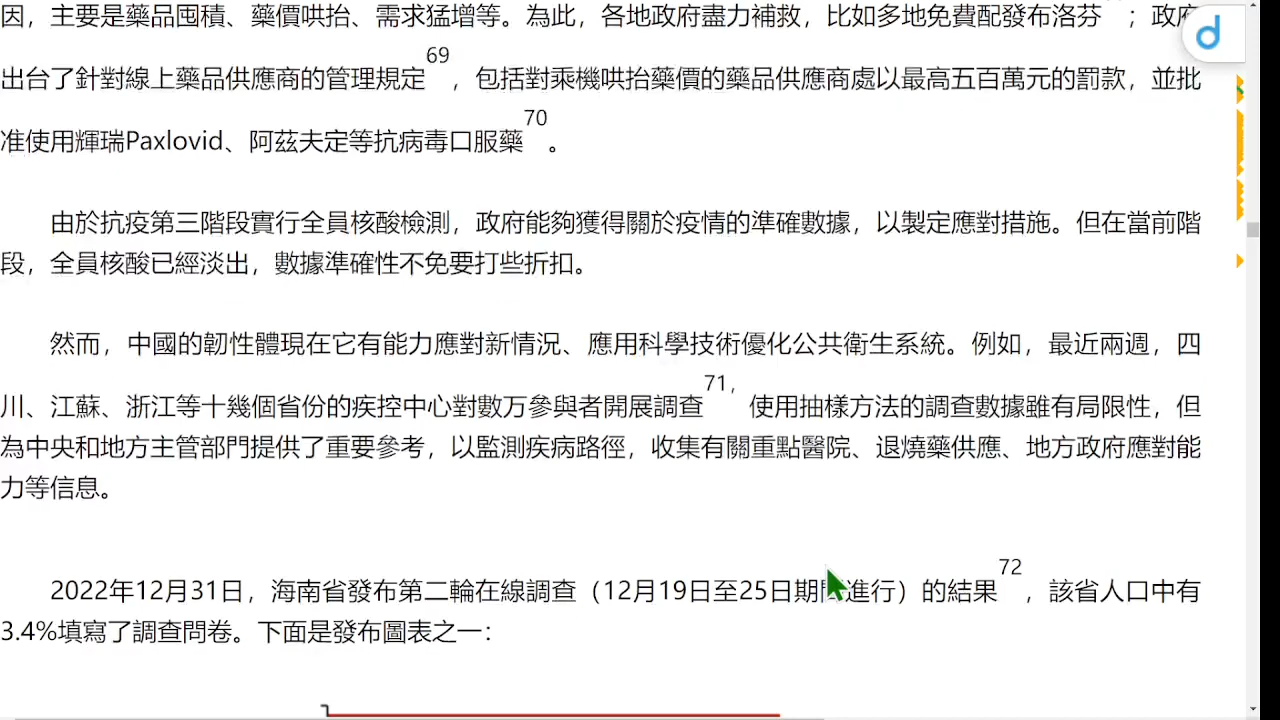 因，主要是藥品囤積、藥價哄抬、需求猛增等。為此，各地政府盡力補救，比如多地免費配發布洛芬；政府
出台了針對線上藥品供應商的管理規定69，包括對乘機哄抬藥價的藥品供應商處以最高五百萬元的罰款，並批
准使用輝瑞Paxlovid、阿茲夫定等抗病毒口服藥70。
由於抗疫第三階段實行全員核酸檢測，政府能夠獲得關於疫情的準確數據，以製定應對措施。但在當前階
段，全員核酸已經淡出，數據準確性不免要打些折扣。
然而，中國的韌性體現在它有能力應對新情況、應用科學技術優化公共衛生系統。例如，最近兩週，四
川、江蘇、浙江等十幾個省份的疾控中心對數万參與者開展調查71，使用抽樣方法的調查數據雖有局限性，但
為中央和地方主管部門提供了重要參考，以監測疾病路徑，收集有關重點醫院、退燒藥供應、地方政府應對能
力等信息。
2022年12月31日，海南省發布第二輪在線調查（12月19日至25日期間進行）的結果72，該省人口中有
3.4%填寫了調查問卷。下面是發布圖表之一：